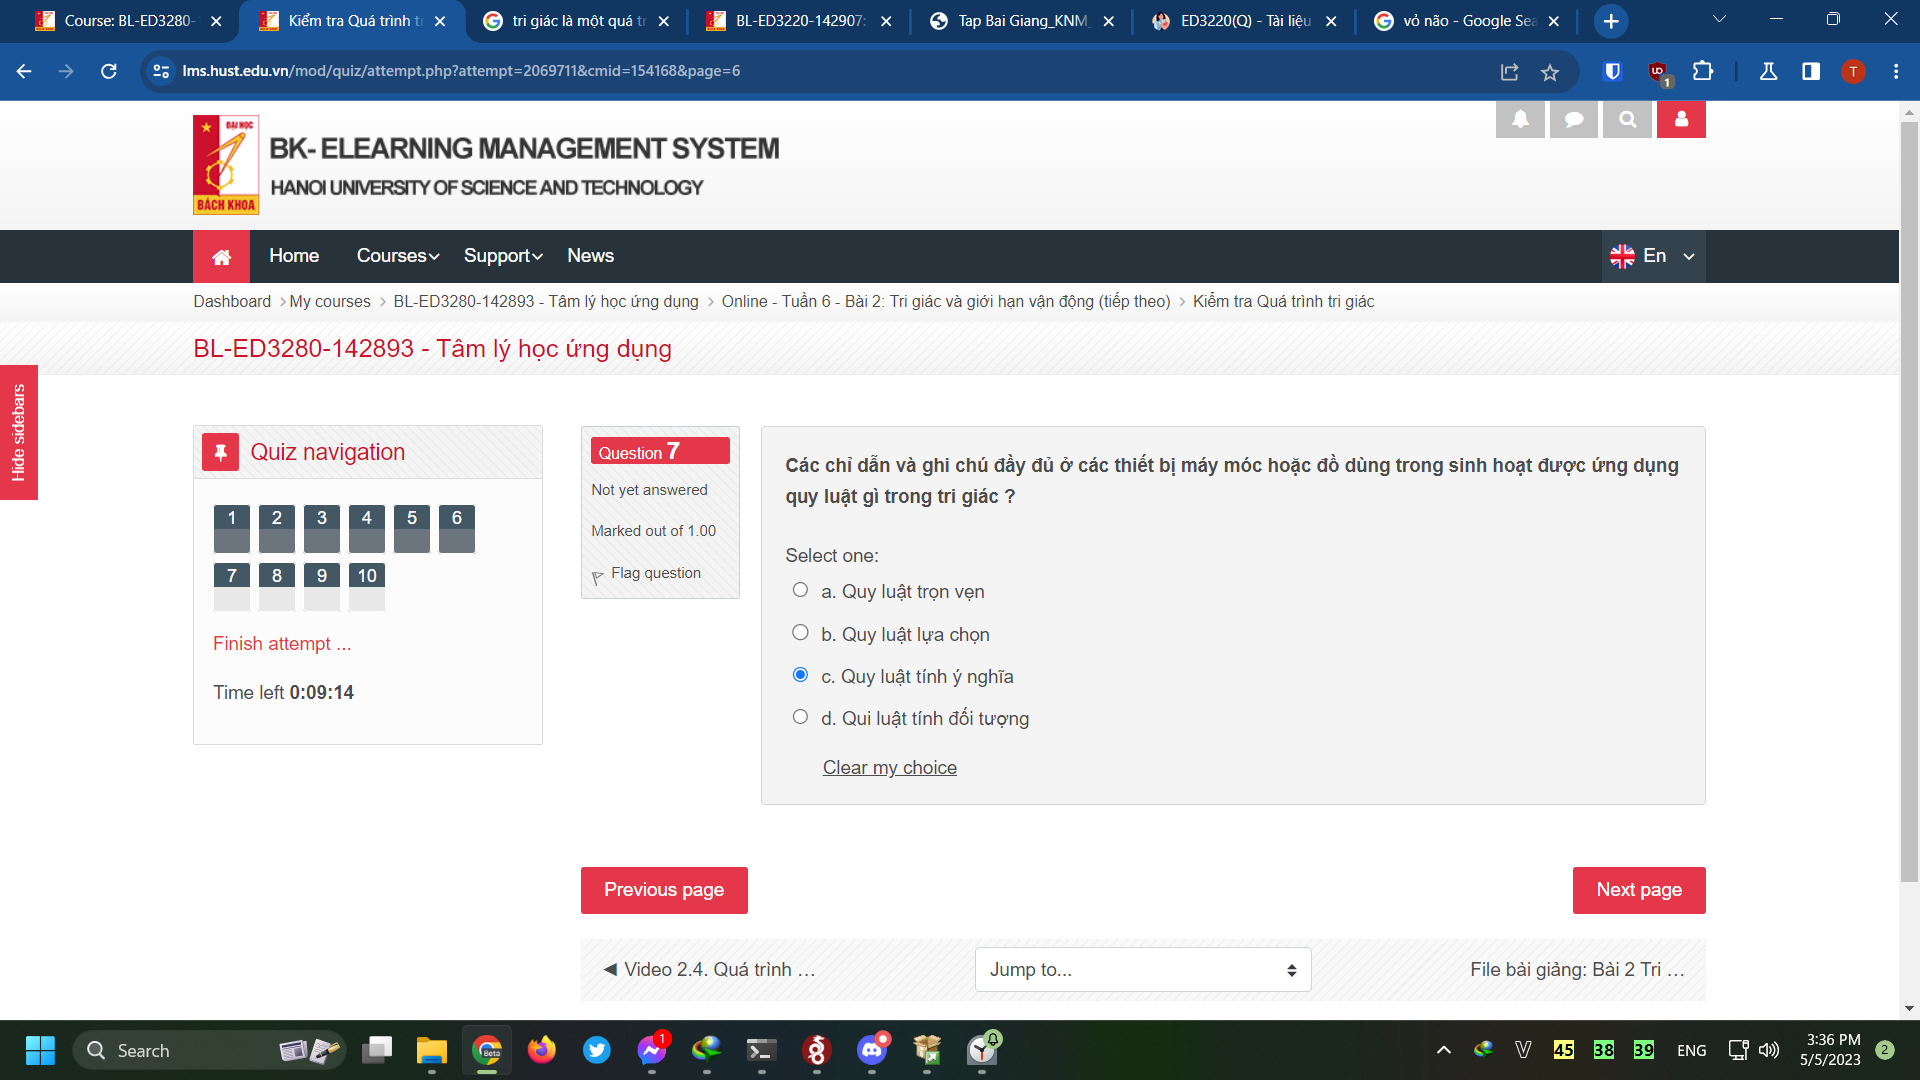 Course: BL-ED3280-
Kiểm tra Quá trình tr
tri giác là một quá tr
BL-ED3220-142907:
Tap Bai Giang_KNM_
ED3220(Q) - Tài liệu
vỏ não - Google Sea
lms.hust.edu.vn/mod/quiz/attempt.php?attempt=2069711&cmid=154168&page=6
1
T
ĐẠI HỌC
BÁCH KHOA
BK- ELEARNING MANAGEMENT SYSTEM
HANOI UNIVERSITY OF SCIENCE AND TECHNOLOGY
Home
Courses
Support
News
En
Dashboard
My courses
BL-ED3280-142893 - Tâm lý học ứng dụng
Online - Tuần 6 - Bài 2: Tri giác và giới hạn vận động (tiếp theo)
Kiểm tra Quá trình tri giác
BL-ED3280-142893 - Tâm lý học ứng dụng
Hide sidebars
Quiz navigation
1 2 3 4 5 6
7 8 9 10
Finish attempt ...
Time left 0:09:14
Question 7
Not yet answered
Marked out of 1.00
Flag question
Các chỉ dẫn và ghi chú đầy đủ ở các thiết bị máy móc hoặc đồ dùng trong sinh hoạt được ứng dụng
quy luật gì trong tri giác ?
Select one:
a. Quy luật trọn vẹn
b. Quy luật lựa chọn
c. Quy luật tính ý nghĩa
d. Qui luật tính đối tượng
Clear my choice
Previous page
Next page
◄ Video 2.4. Quá trình …
Jump to...
File bài giảng: Bài 2 Tri …
Search
Beta
1
45
38
39
ENG
3:36 PM
5/5/2023
2